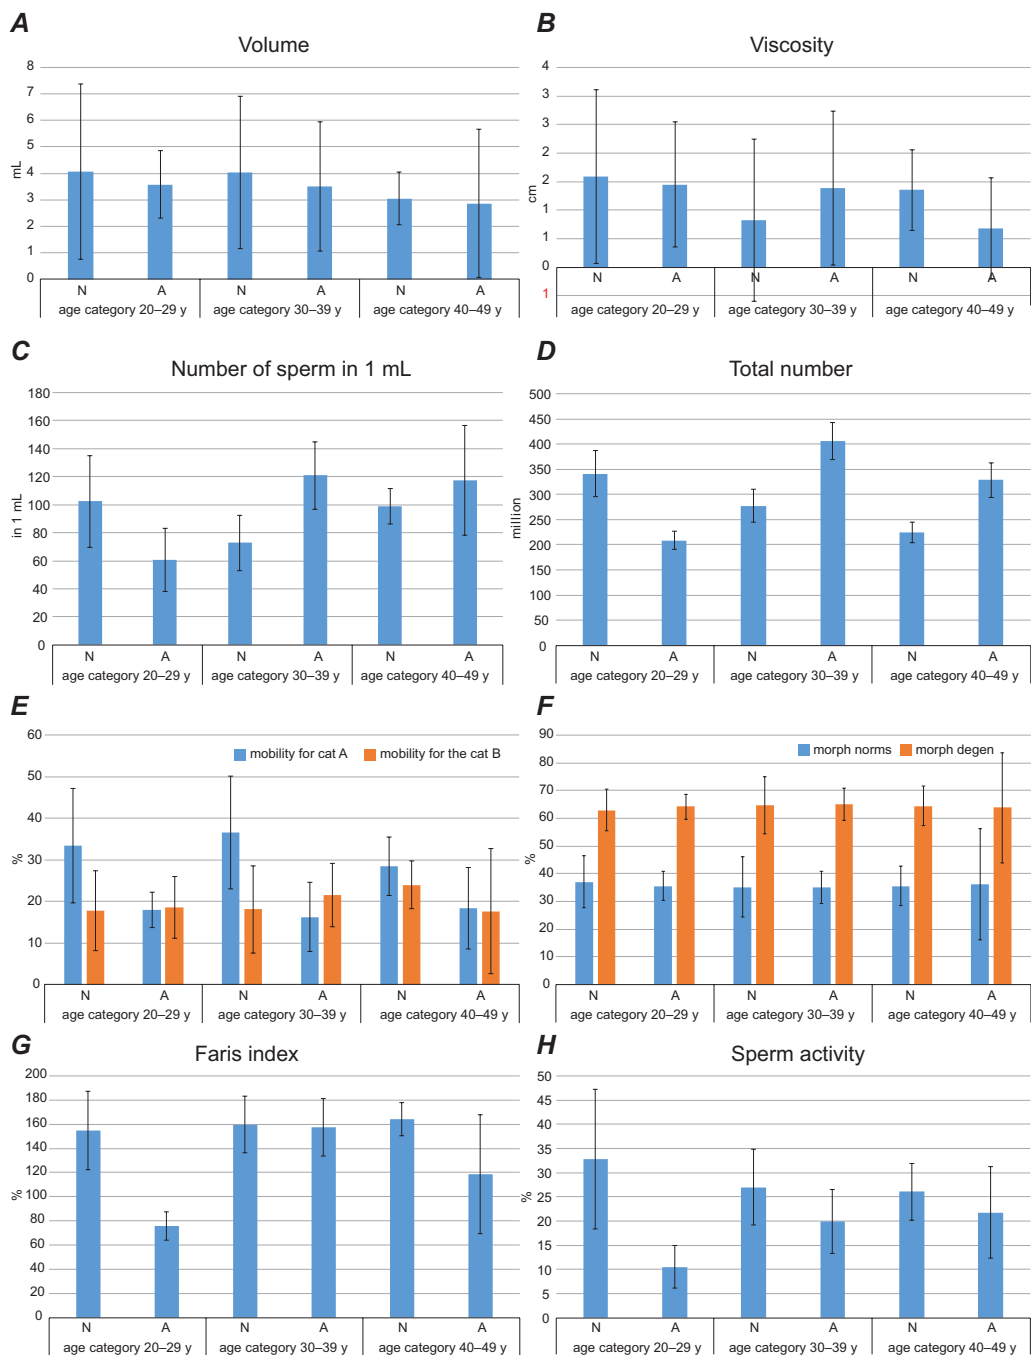 A
Volume
8
7
6
5
4
3
2
1
0
mL
N A N A N A
age category 20–29 y age category 30–39 y age category 40–49 y
B
Viscosity
4
3
3
2
2
1
1
0
1
cm
N A N A N A
age category 20–29 y age category 30–39 y age category 40–49 y
C
Number of sperm in 1 mL
180
160
140
120
100
80
60
40
20
0
in 1 mL
N A N A N A
age category 20–29 y age category 30–39 y age category 40–49 y
D
Total number
500
450
400
350
300
250
200
150
100
50
0
million
N A N A N A
age category 20–29 y age category 30–39 y age category 40–49 y
E
60
50
40
30
20
10
0
%
mobility for cat A mobility for the cat B
N A N A N A
age category 20–29 y age category 30–39 y age category 40–49 y
F
90
80
70
60
50
40
30
20
10
0
%
morph norms morph degen
N A N A N A
age category 20–29 y age category 30–39 y age category 40–49 y
G
Faris index
200
180
160
140
120
100
80
60
40
20
0
%
N A N A N A
age category 20–29 y age category 30–39 y age category 40–49 y
H
Sperm activity
50
45
40
35
30
25
20
15
10
5
0
%
N A N A N A
age category 20–29 y age category 30–39 y age category 40–49 y